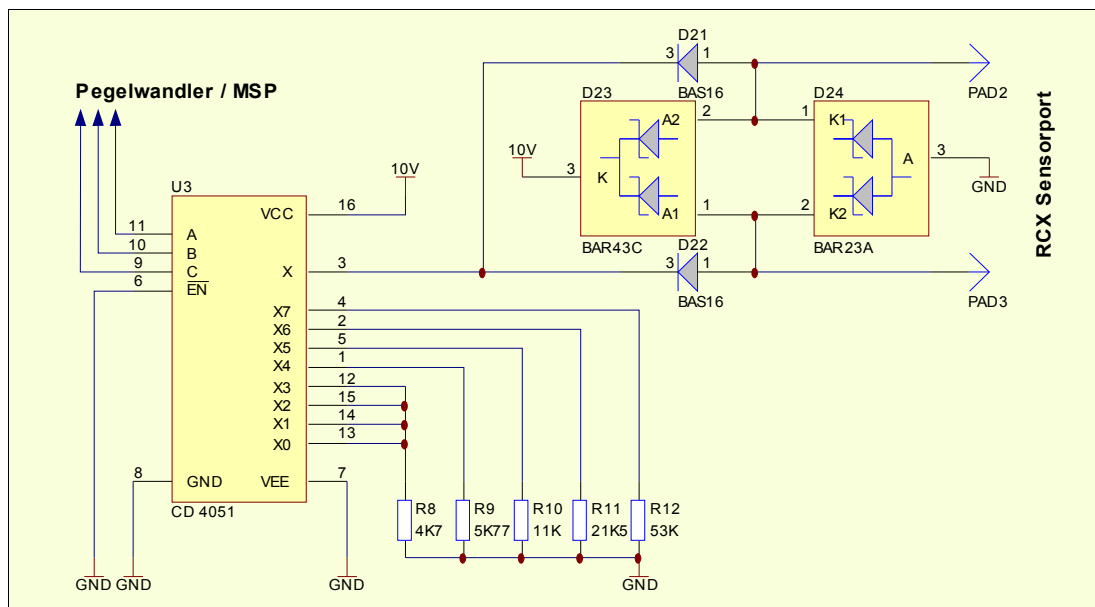 D21
3
1
BAS16
PAD2
Pegelwandler / MSP
D23
D24
A2
2
1
K1
10V
3
K
A
3
GND
A1
1
2
K2
BAR43C
BAR23A
RCX Sensorport
D22
3
1
BAS16
PAD3
10V
U3
VCC
16
11
A
10
B
9
C
X
3
6
EN
X7
4
X6
2
X5
5
X4
1
X3
12
X2
15
X1
14
X0
13
8
GND
VEE
7
CD 4051
R8
4K7
R9
5K77
R10
11K
R11
21K5
R12
53K
GND
GND
GND
GND